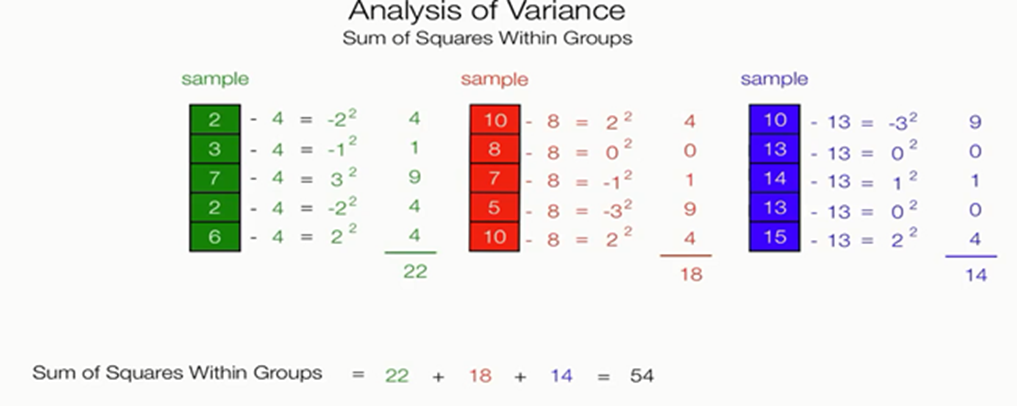 Analysis of Variance
Sum of Squares Within Groups
sample sample sample
2 - 4 = -2² 4 10 - 8 = 2² 4 10 - 13 = -3² 9
3 - 4 = -1² 1 8 - 8 = 0² 0 13 - 13 = 0² 0
7 - 4 = 3² 9 7 - 8 = -1² 1 14 - 13 = 1² 1
2 - 4 = -2² 4 5 - 8 = -3² 9 13 - 13 = 0² 0
6 - 4 = 2² 4 10 - 8 = 2² 4 15 - 13 = 2² 4
22 18 14
Sum of Squares Within Groups = 22 + 18 + 14 = 54